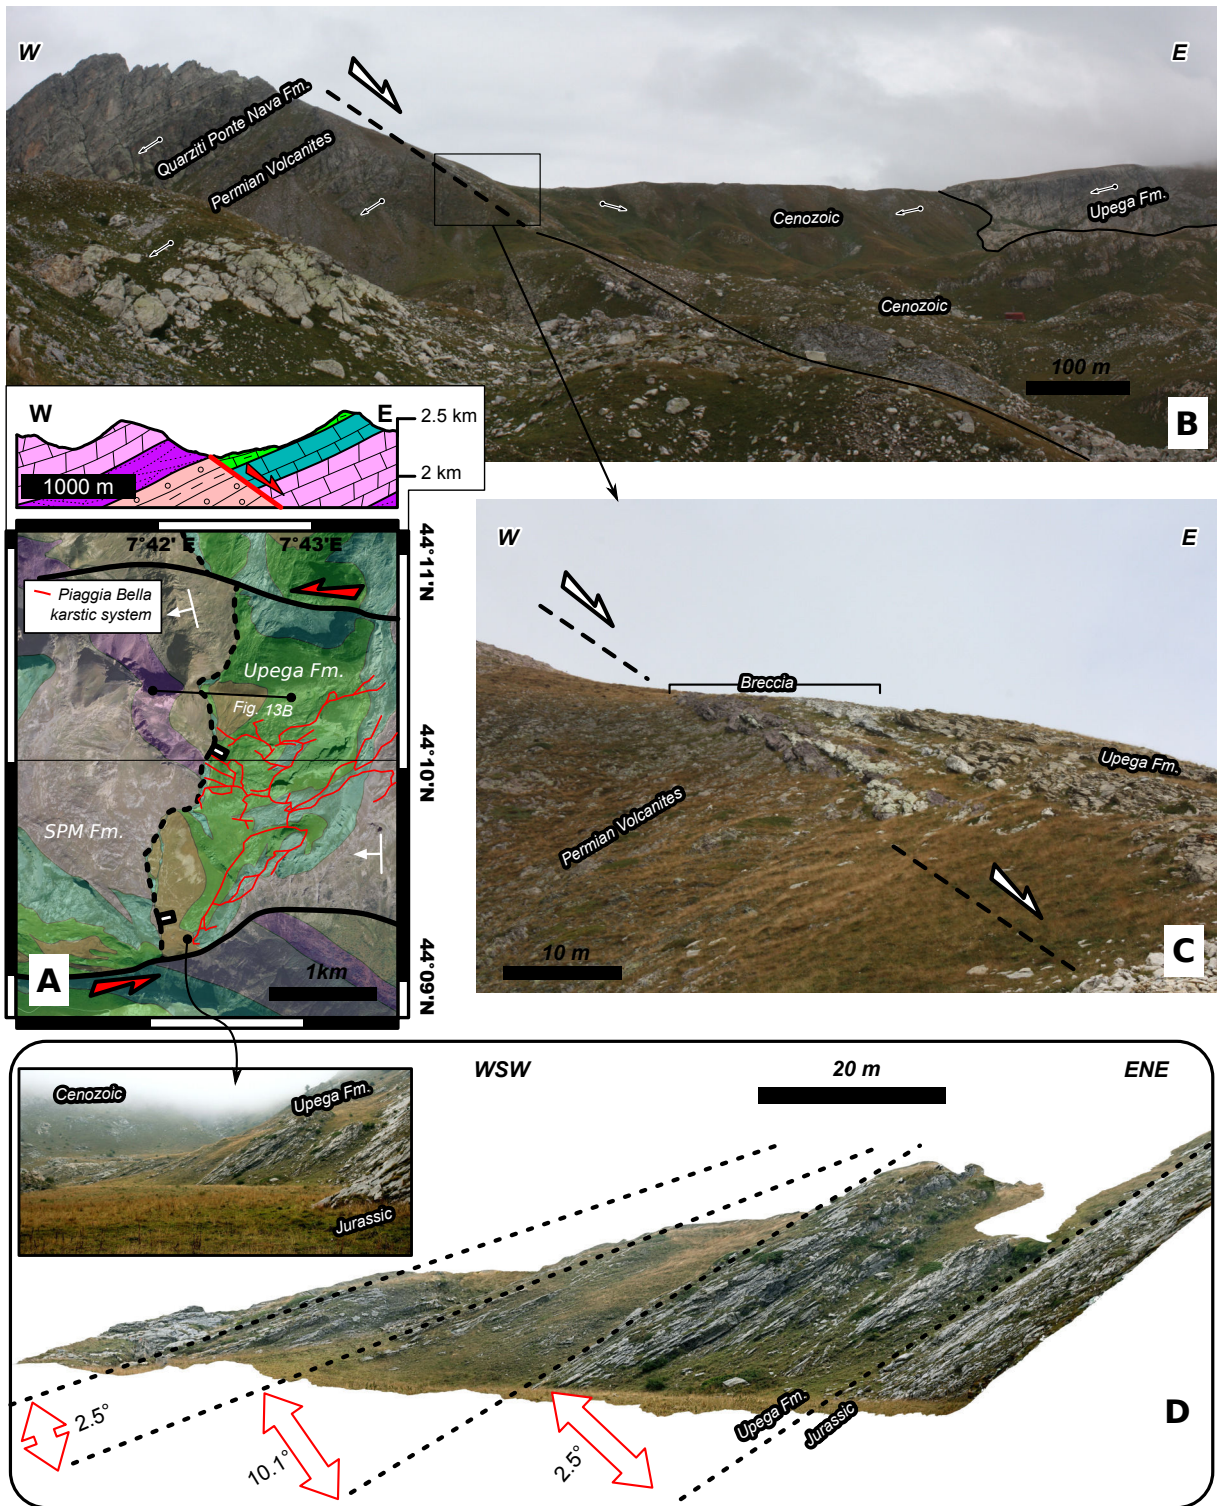 W
E
Quarziti Ponte Nava Fm.
Permian Volcanites
Cenozoic
Upega Fm.
Cenozoic
100 m
B
W
E
2.5 km
2 km
1000 m
7°42' E
7°43'E
44°11'N
Piaggia Bella
karstic system
Upega Fm.
Fig. 13B
44°10'N
SPM Fm.
A
1km
44°09'N
W
E
Breccia
Upega Fm.
Permian Volcanites
10 m
C
WSW
20 m
ENE
Cenozoic
Upega Fm.
Jurassic
2.5°
10.1°
2.5°
Upega Fm.
Jurassic
D